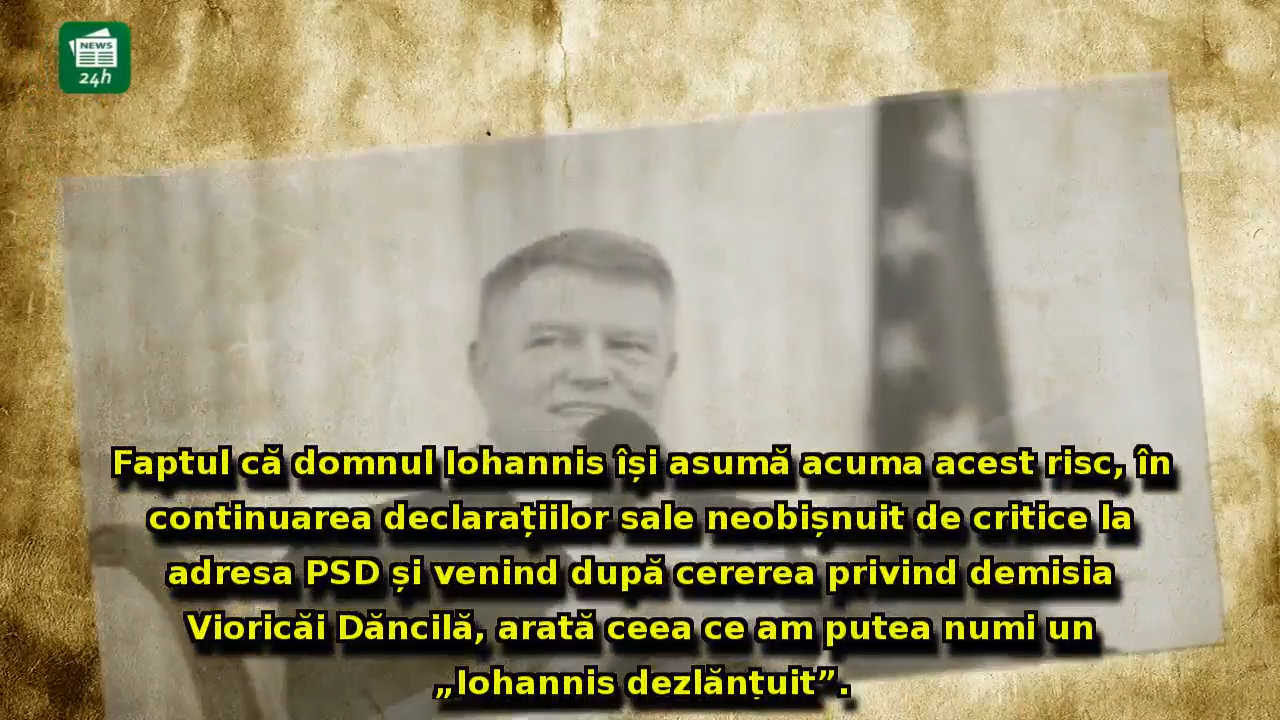 NEWS
24h
Faptul că domnul Iohannis își asumă acuma acest risc, în
continuarea declarațiilor sale neobișnuit de critice la
adresa PSD și venind după cererea privind demisia
Vioricăi Dăncilă, arată ceea ce am putea numi un
„Iohannis dezlănțuit”.